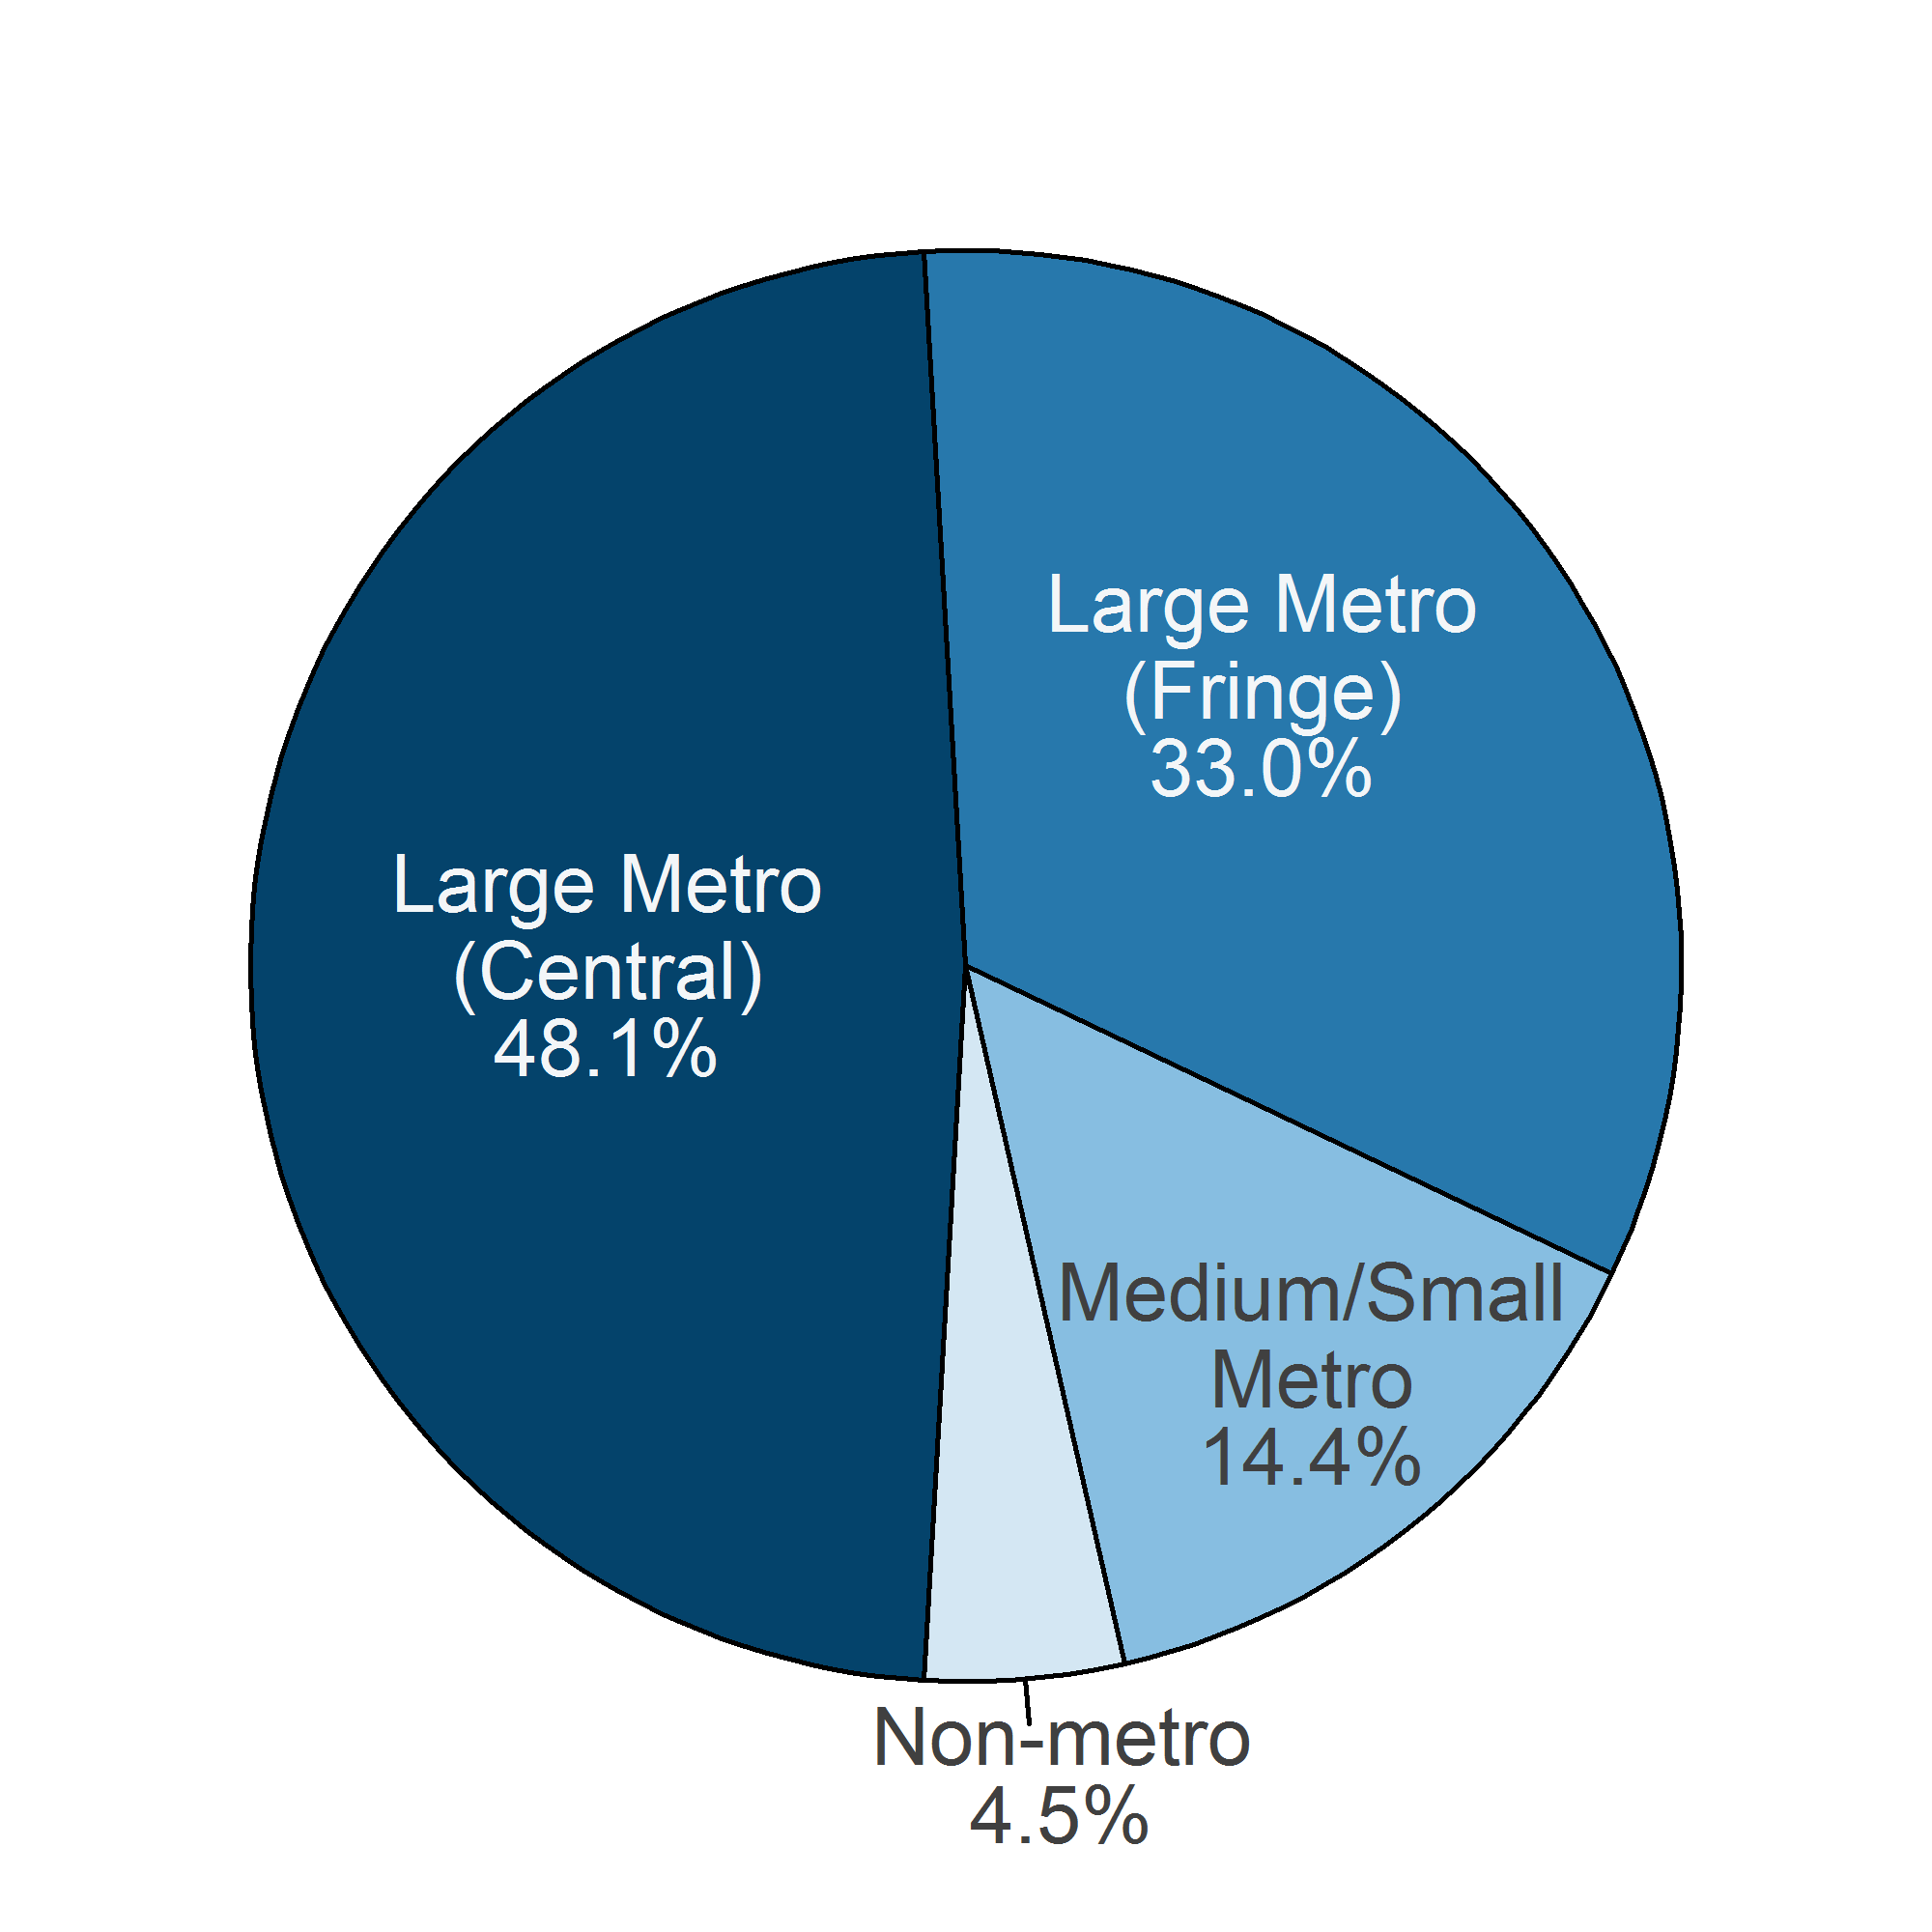 Large Metro
(Fringe)
33.0%
Large Metro
(Central)
48.1%
Medium/Small
Metro
14.4%
Non-metro
4.5%